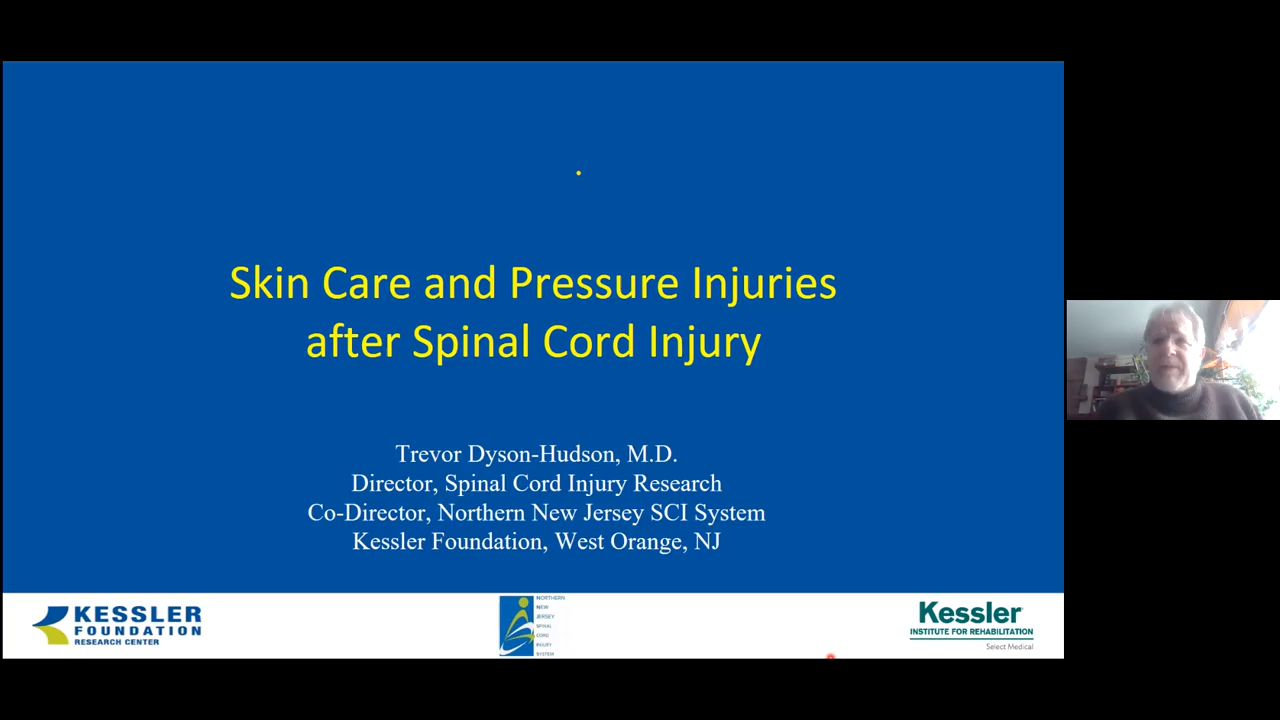 Skin Care and Pressure Injuries
after Spinal Cord Injury
Trevor Dyson-Hudson, M.D.
Director, Spinal Cord Injury Research
Co-Director, Northern New Jersey SCI System
Kessler Foundation, West Orange, NJ
KESSLER
FOUNDATION
RESEARCH CENTER
NORTHERN
NEW
JERSEY
SPINAL
CORD
INJURY
SYSTEM
Kessler
INSTITUTE FOR REHABILITATION
Select Medical